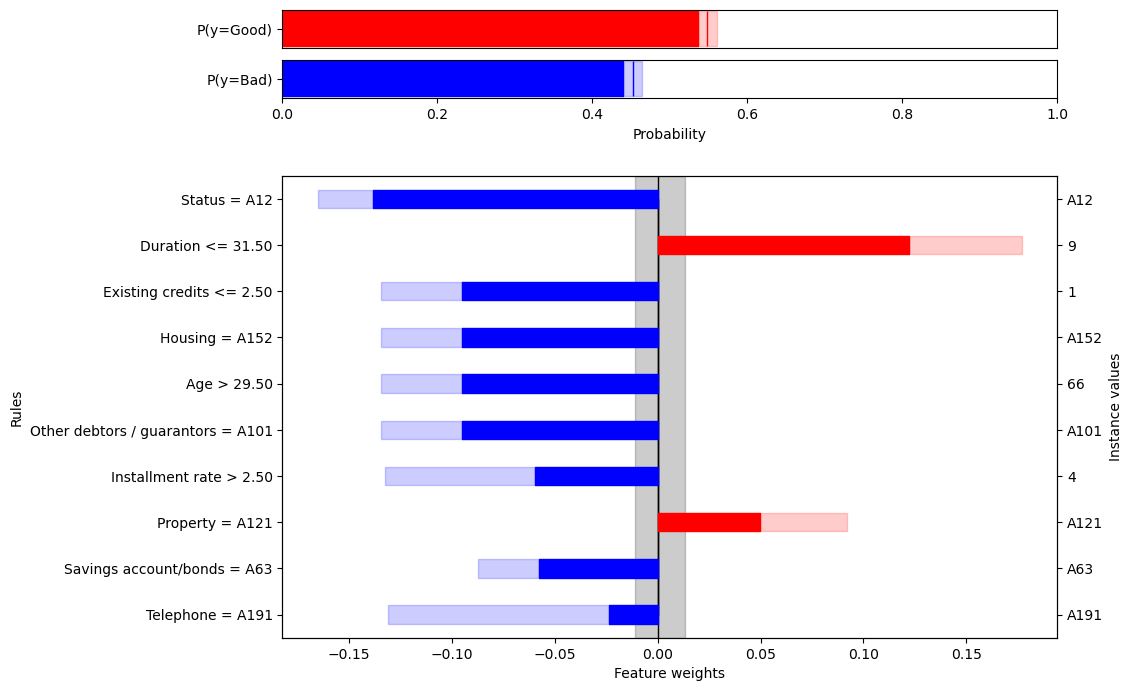 P(y=Good)
P(y=Bad)
0.0 0.2 0.4 0.6 0.8 1.0
Probability
Status = A12 A12
Duration <= 31.50 9
Existing credits <= 2.50 1
Housing = A152 A152
Age > 29.50 66
Other debtors / guarantors = A101 A101
Installment rate > 2.50 4
Property = A121 A121
Savings account/bonds = A63 A63
Telephone = A191 A191
Rules
Instance values
−0.15 −0.10 −0.05 0.00 0.05 0.10 0.15
Feature weights